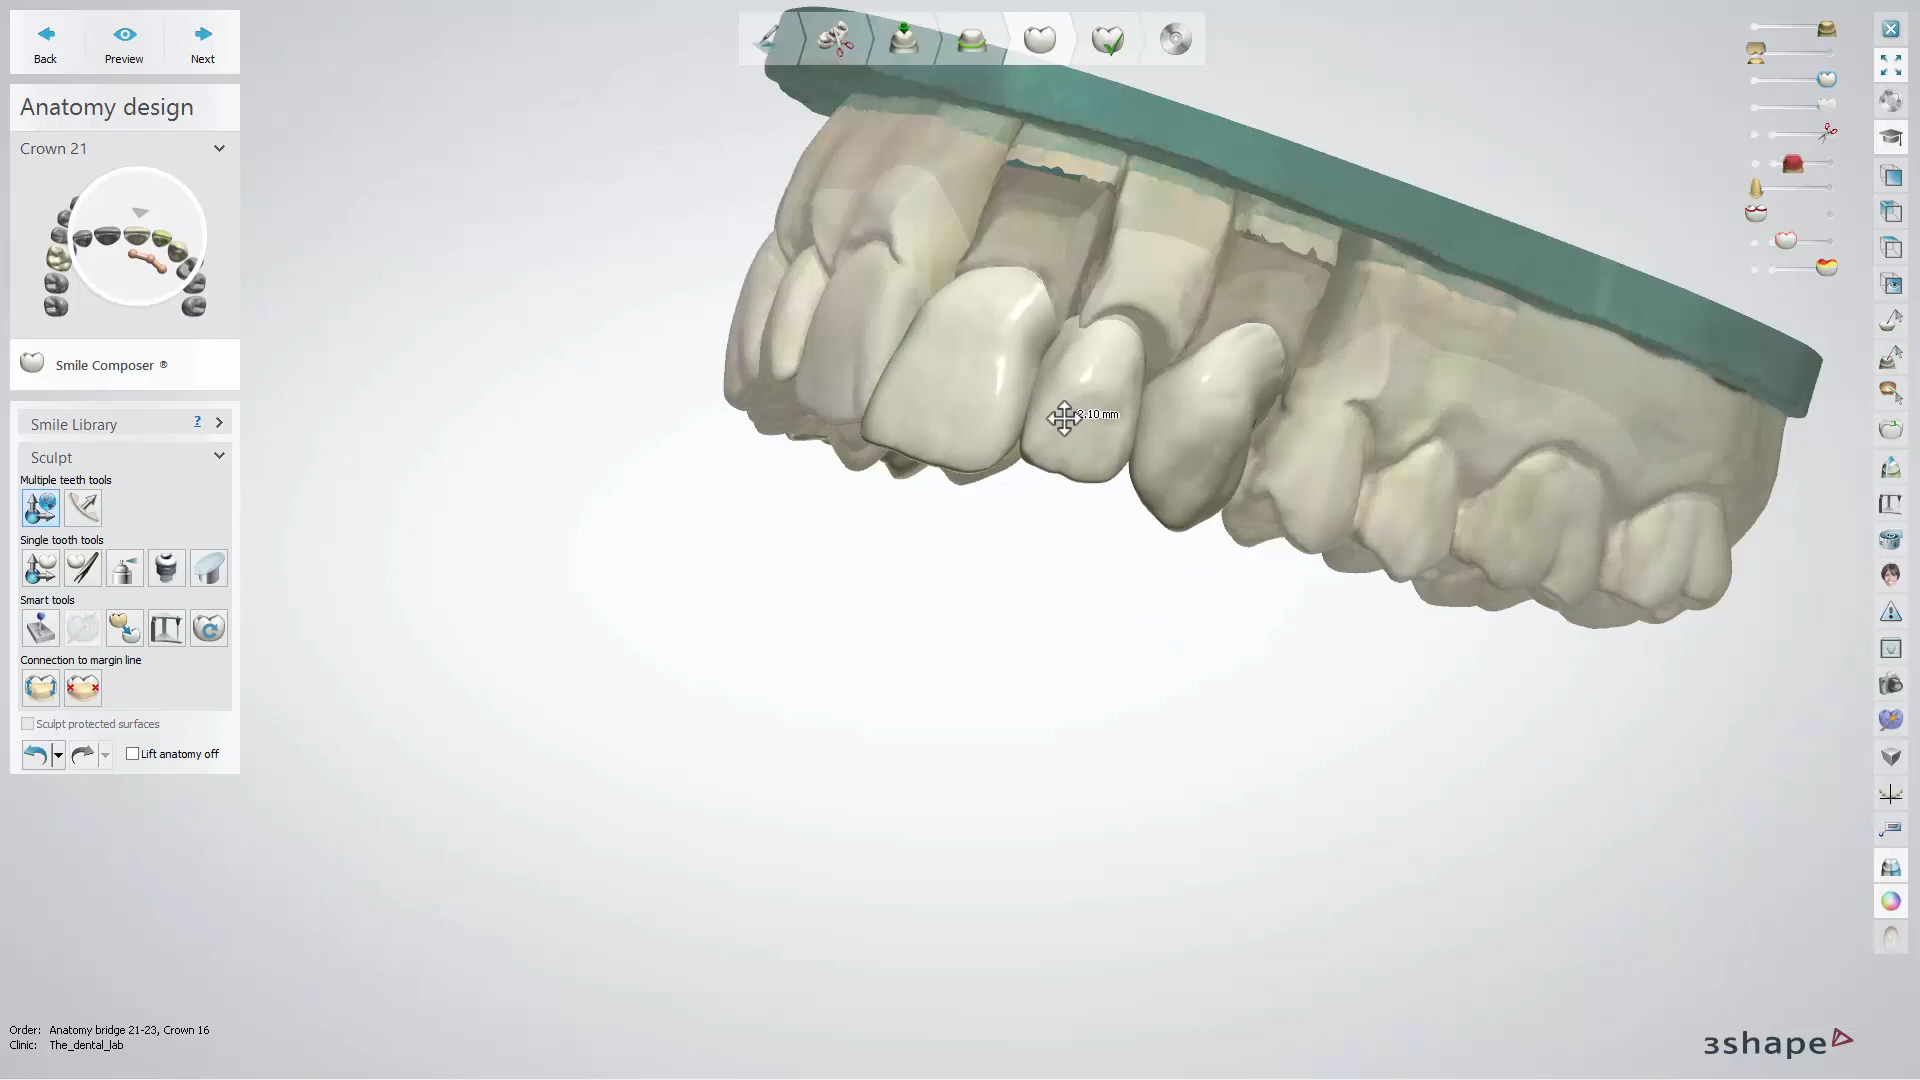 Back
Preview
Next
Anatomy design
Crown 21
Smile Composer ®
Smile Library
?
Sculpt
Multiple teeth tools
Single tooth tools
Smart tools
Connection to margin line
Sculpt protected surfaces
Lift anatomy off
2.10 mm
Order: Anatomy bridge 21-23, Crown 16
Clinic: The_dental_lab
3shape